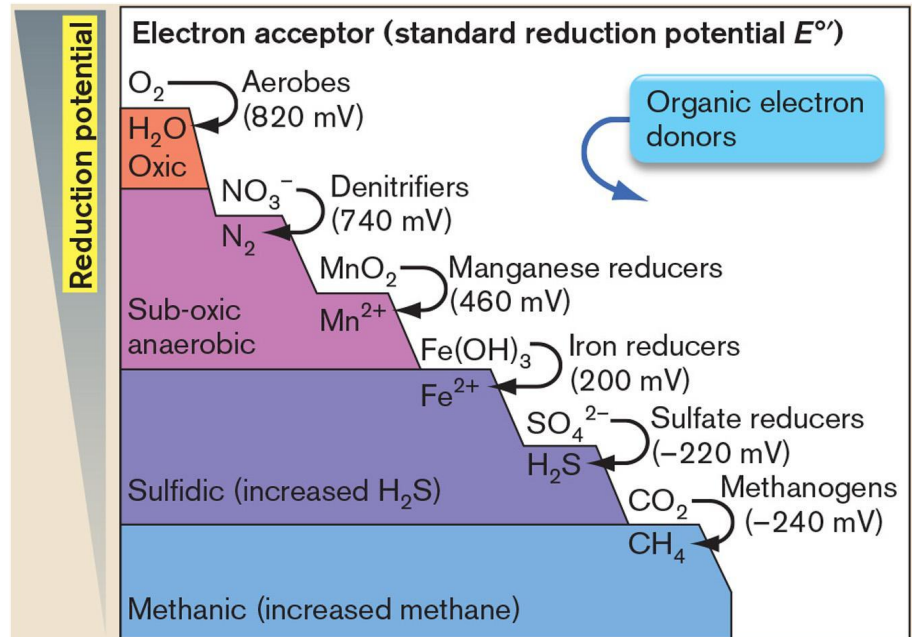 Electron acceptor (standard reduction potential E°′)
Reduction potential
O₂
Aerobes
(820 mV)
H₂O
Oxic
Organic electron
donors
NO₃⁻
Denitrifiers
(740 mV)
N₂
MnO₂
Manganese reducers
(460 mV)
Mn²⁺
Sub-oxic
anaerobic
Fe(OH)₃
Iron reducers
(200 mV)
Fe²⁺
SO₄²⁻
Sulfate reducers
(−220 mV)
H₂S
Sulfidic (increased H₂S)
CO₂
Methanogens
(−240 mV)
CH₄
Methanic (increased methane)